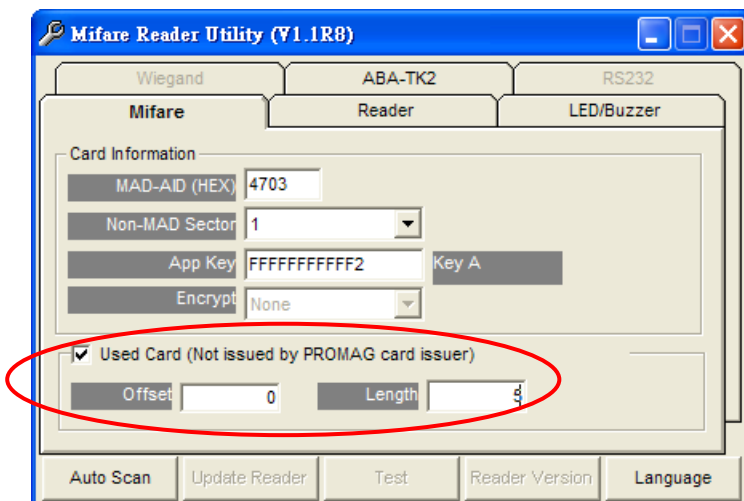 Mifare Reader Utility (V1.1R8)
Wiegand ABA-TK2 RS232
Mifare Reader LED/Buzzer
Card Information
MAD-AID (HEX) 4703
Non-MAD Sector 1
App Key FFFFFFFFFFF2 Key A
Encrypt None
Used Card (Not issued by PROMAG card issuer)
Offset 0 Length 5
Auto Scan Update Reader Test Reader Version Language